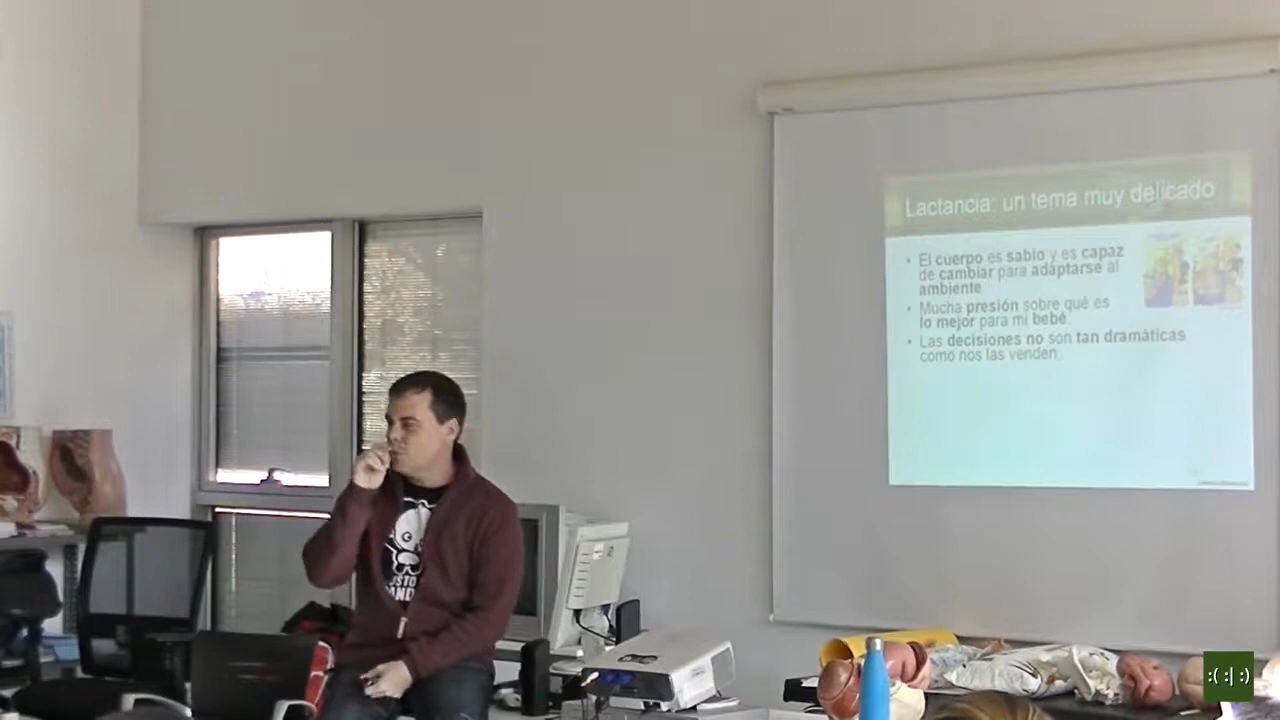 Lactancia: un tema muy delicado
• El cuerpo es sabio y es capaz
de cambiar para adaptarse al
ambiente.
• Mucha presión sobre qué es
lo mejor para mi bebé.
• Las decisiones no son tan dramáticas
como nos las venden.
:( :| :)